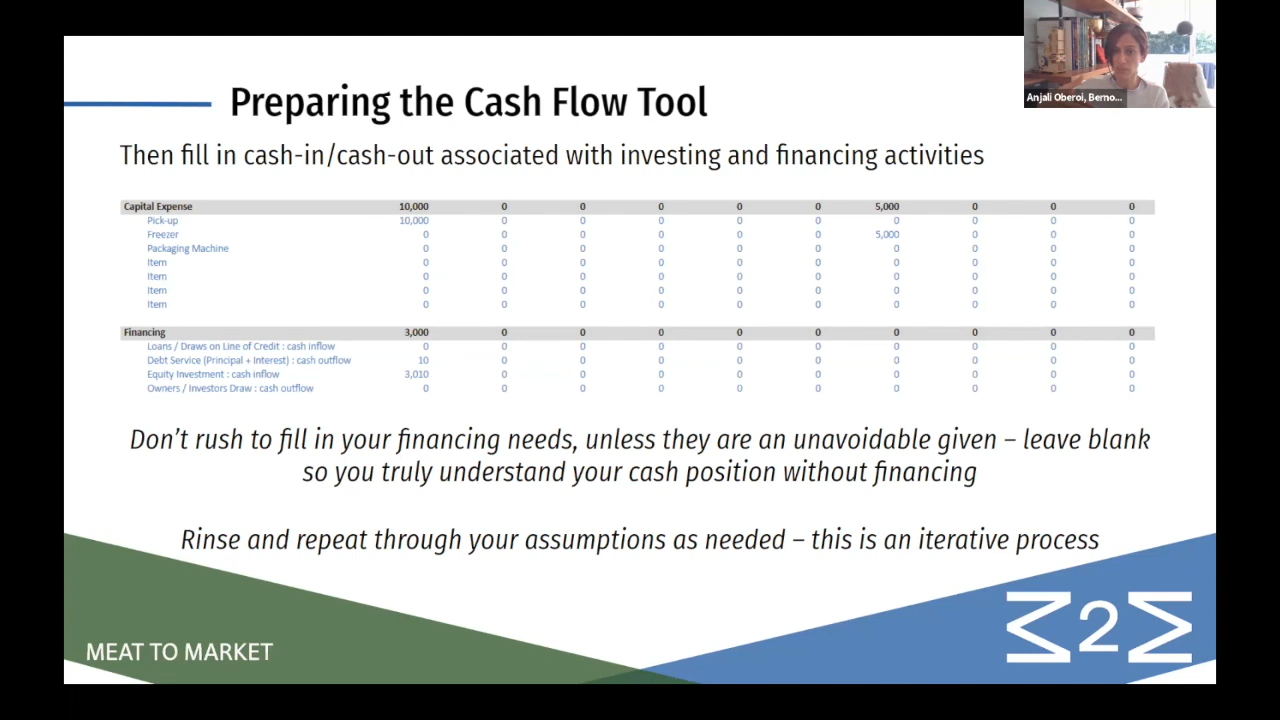 Anjali Oberoi, Berno...
Preparing the Cash Flow Tool
Then fill in cash-in/cash-out associated with investing and financing activities
Capital Expense 10,000 0 0 0 0 0 5,000 0 0 0
Pick-up 10,000 0 0 0 0 0 0 0 0 0
Freezer 0 0 0 0 0 0 5,000 0 0 0
Packaging Machine 0 0 0 0 0 0 0 0 0 0
Item 0 0 0 0 0 0 0 0 0 0
Item 0 0 0 0 0 0 0 0 0 0
Item 0 0 0 0 0 0 0 0 0 0
Item 0 0 0 0 0 0 0 0 0 0
Financing 3,000 0 0 0 0 0 0 0 0 0
Loans / Draws on Line of Credit : cash inflow 0 0 0 0 0 0 0 0 0 0
Debt Service (Principal + Interest) : cash outflow 10 0 0 0 0 0 0 0 0 0
Equity Investment : cash inflow 3,010 0 0 0 0 0 0 0 0 0
Owners / Investors Draw : cash outflow 0 0 0 0 0 0 0 0 0 0
Don't rush to fill in your financing needs, unless they are an unavoidable given – leave blank
so you truly understand your cash position without financing
Rinse and repeat through your assumptions as needed – this is an iterative process
MEAT TO MARKET
M2M